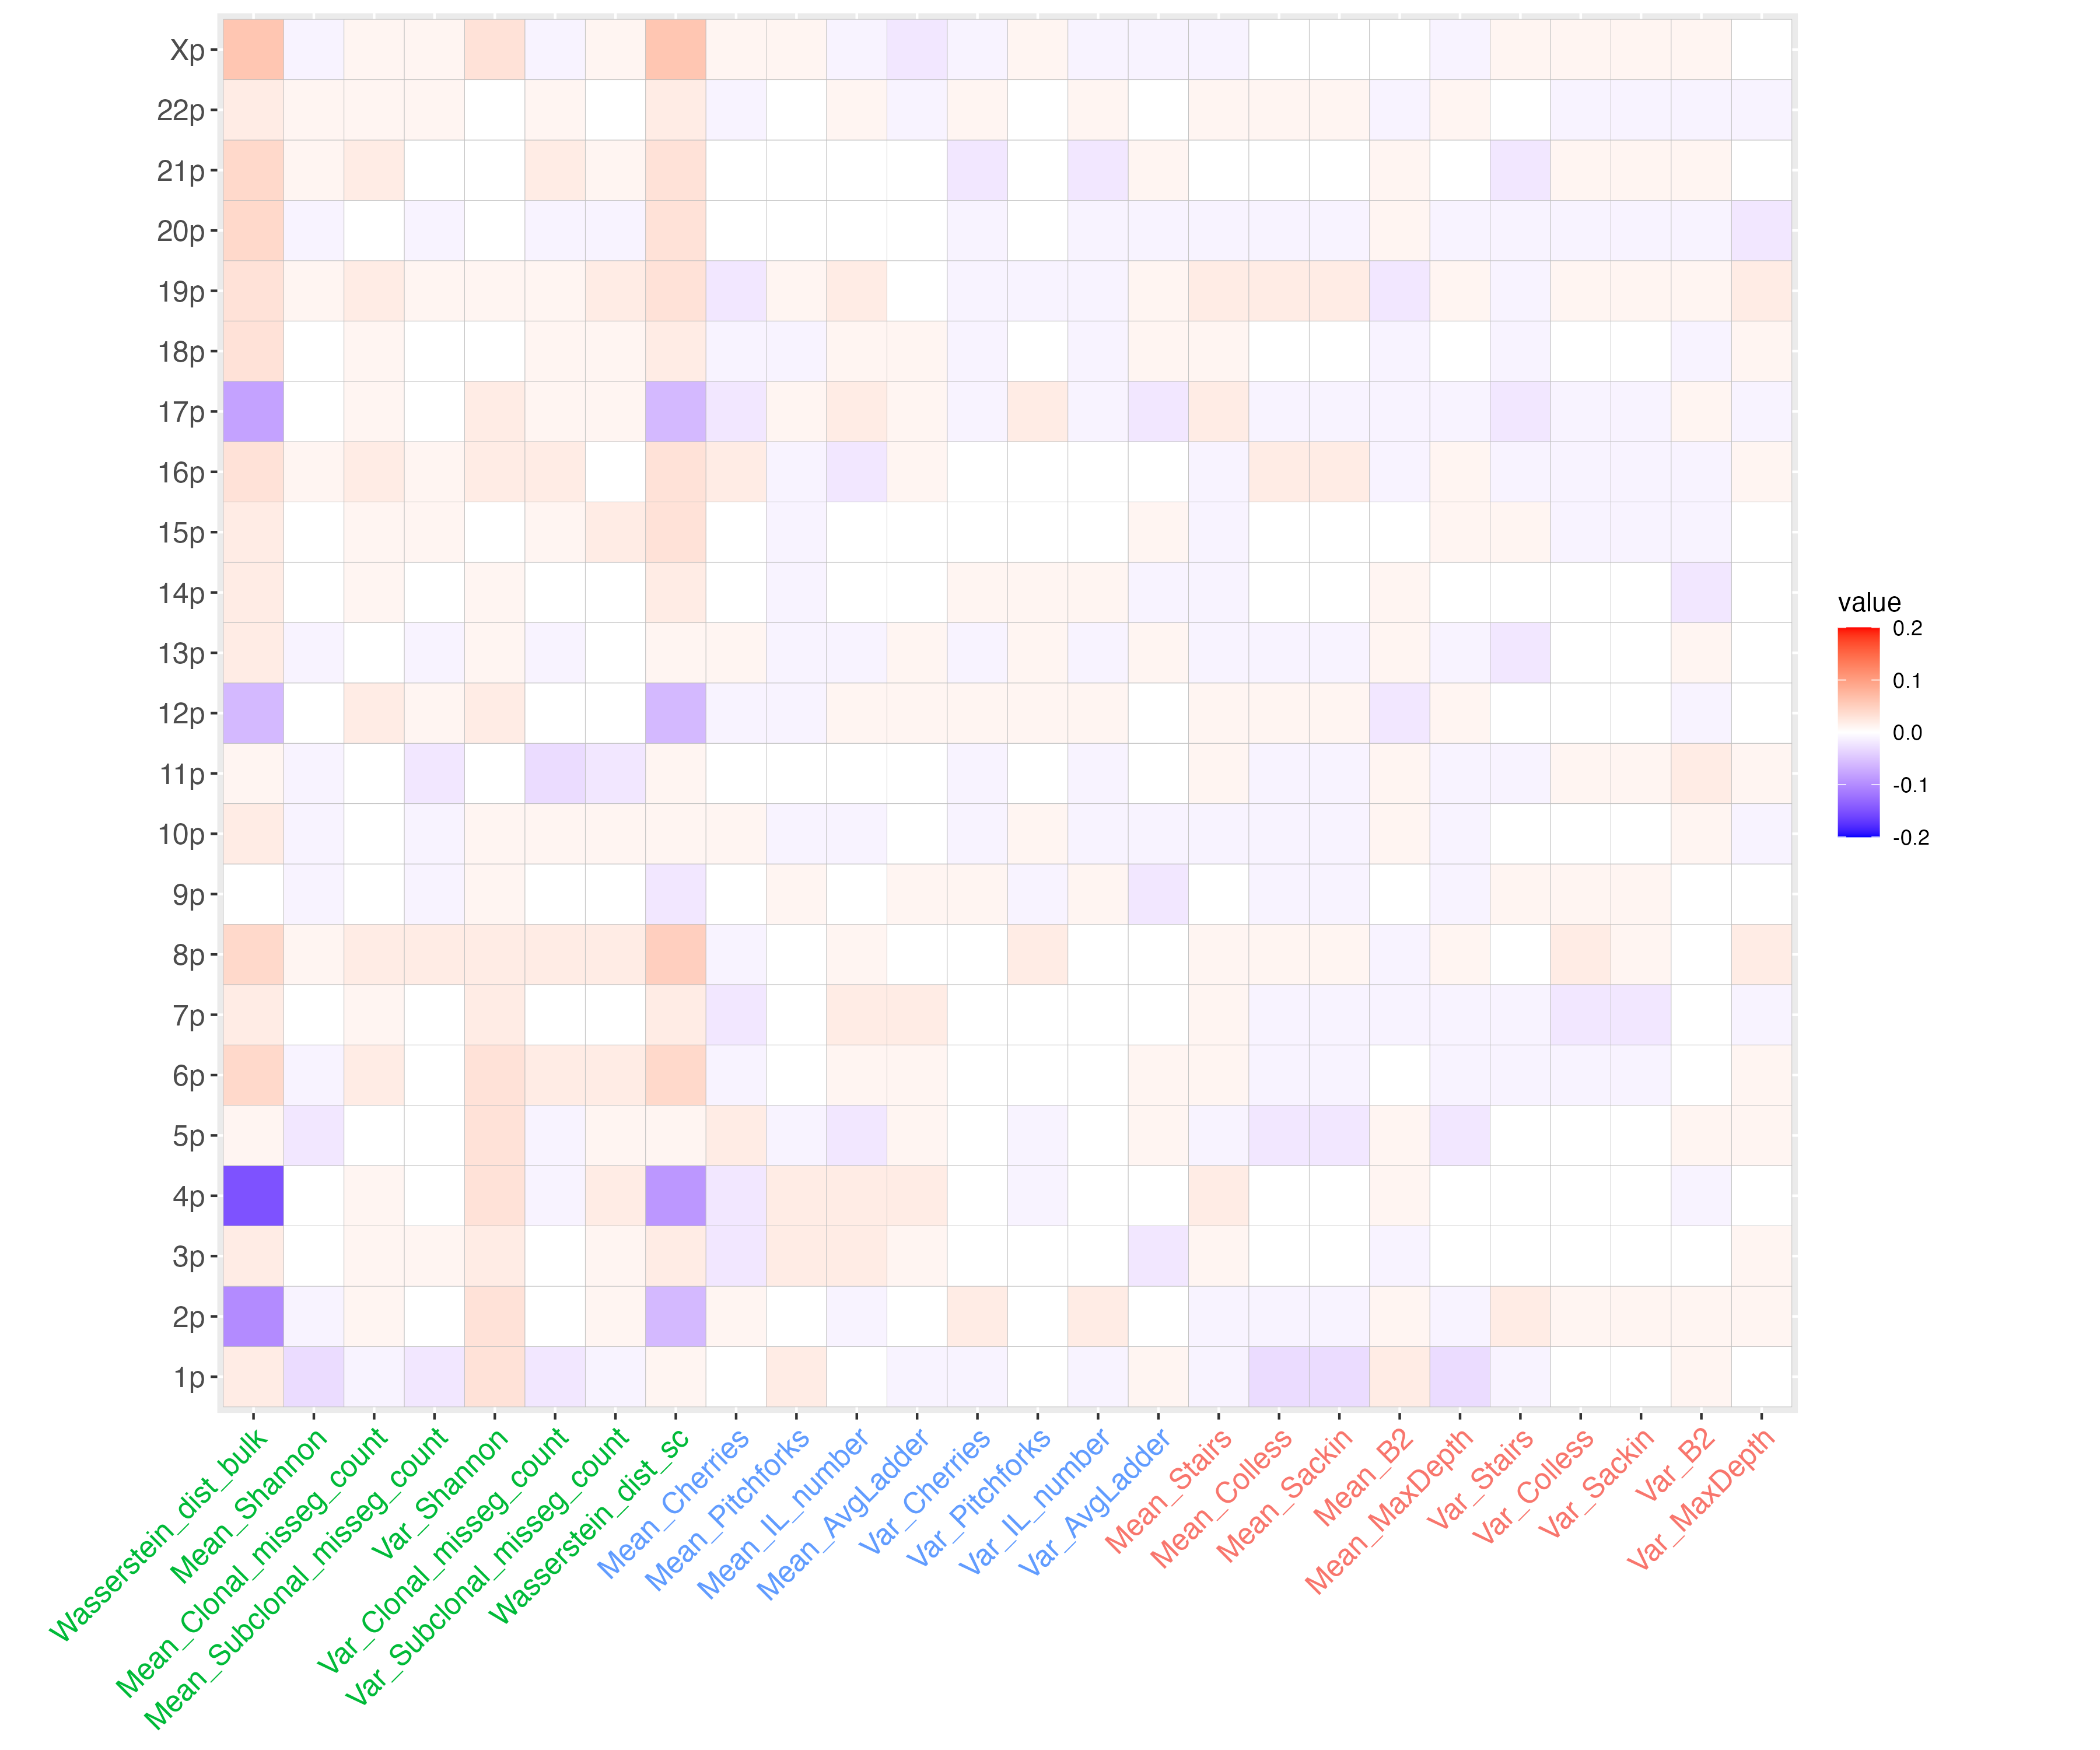 Xp
22p
21p
20p
19p
18p
17p
16p
15p
14p
13p
12p
11p
10p
9p
8p
7p
6p
5p
4p
3p
2p
1p
Wasserstein_dist_bulk
Mean_Shannon
Mean_Clonal_misseg_count
Mean_Subclonal_misseg_count
Var_Shannon
Var_Clonal_misseg_count
Var_Subclonal_misseg_count
Wasserstein_dist_sc
Mean_Cherries
Mean_Pitchforks
Mean_IL_number
Mean_AvgLadder
Var_Cherries
Var_Pitchforks
Var_IL_number
Var_AvgLadder
Mean_Stairs
Mean_Colless
Mean_Sackin
Mean_B2
Mean_MaxDepth
Var_Stairs
Var_Colless
Var_Sackin
Var_B2
Var_MaxDepth
value
0.2
0.1
0.0
-0.1
-0.2